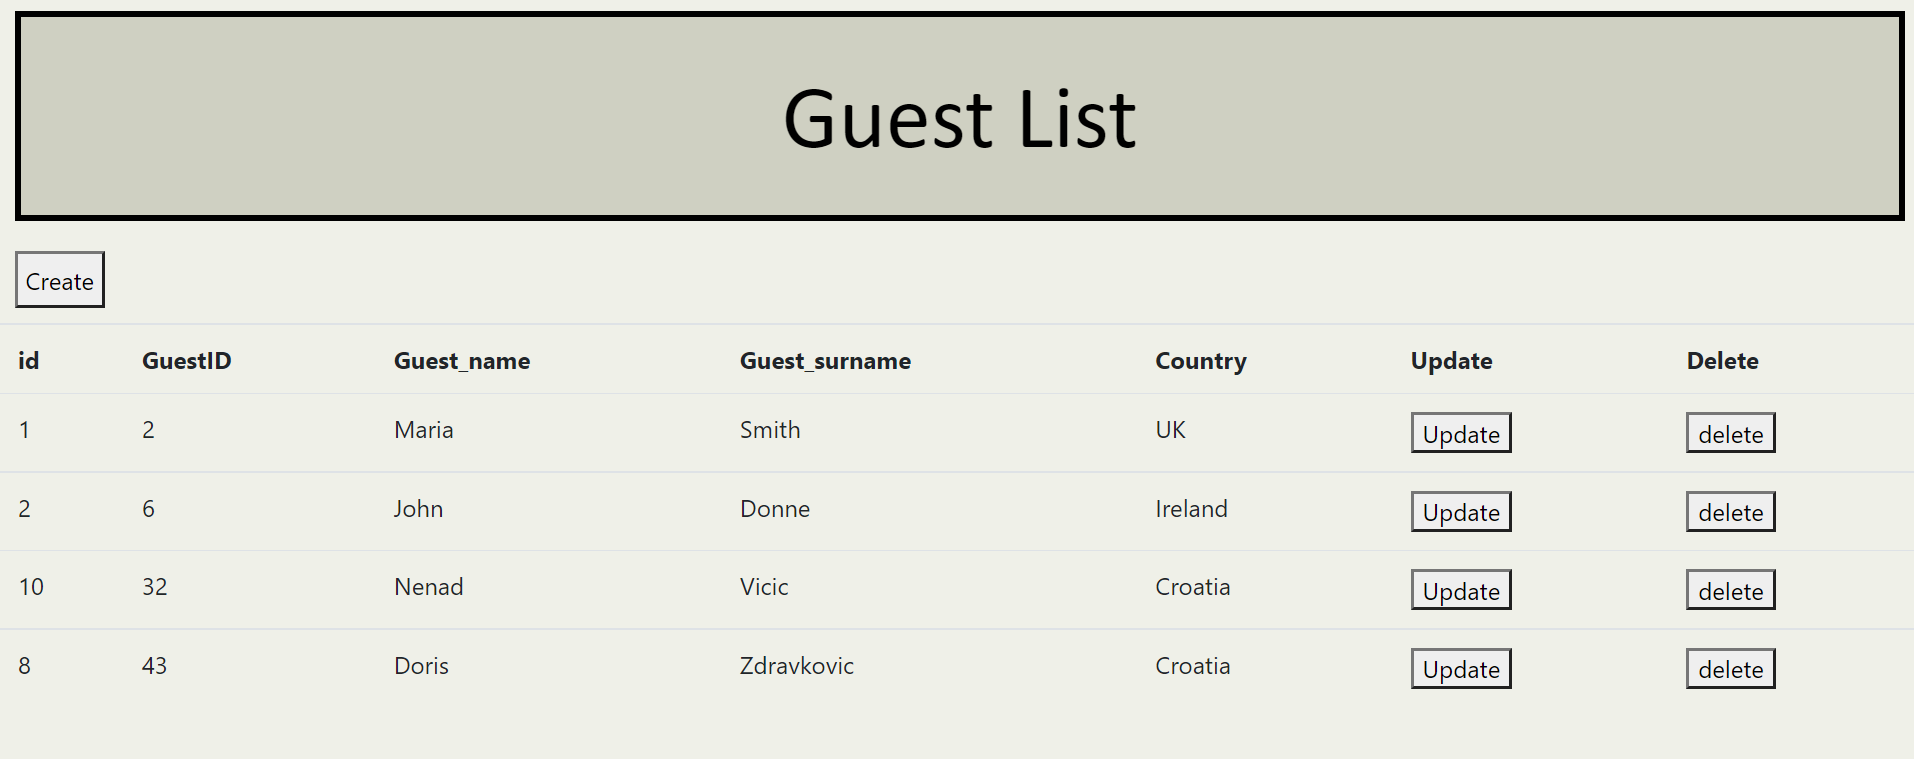 Guest List
Create
id GuestID Guest_name Guest_surname Country Update Delete
1 2 Maria Smith UK Update delete
2 6 John Donne Ireland Update delete
10 32 Nenad Vicic Croatia Update delete
8 43 Doris Zdravkovic Croatia Update delete